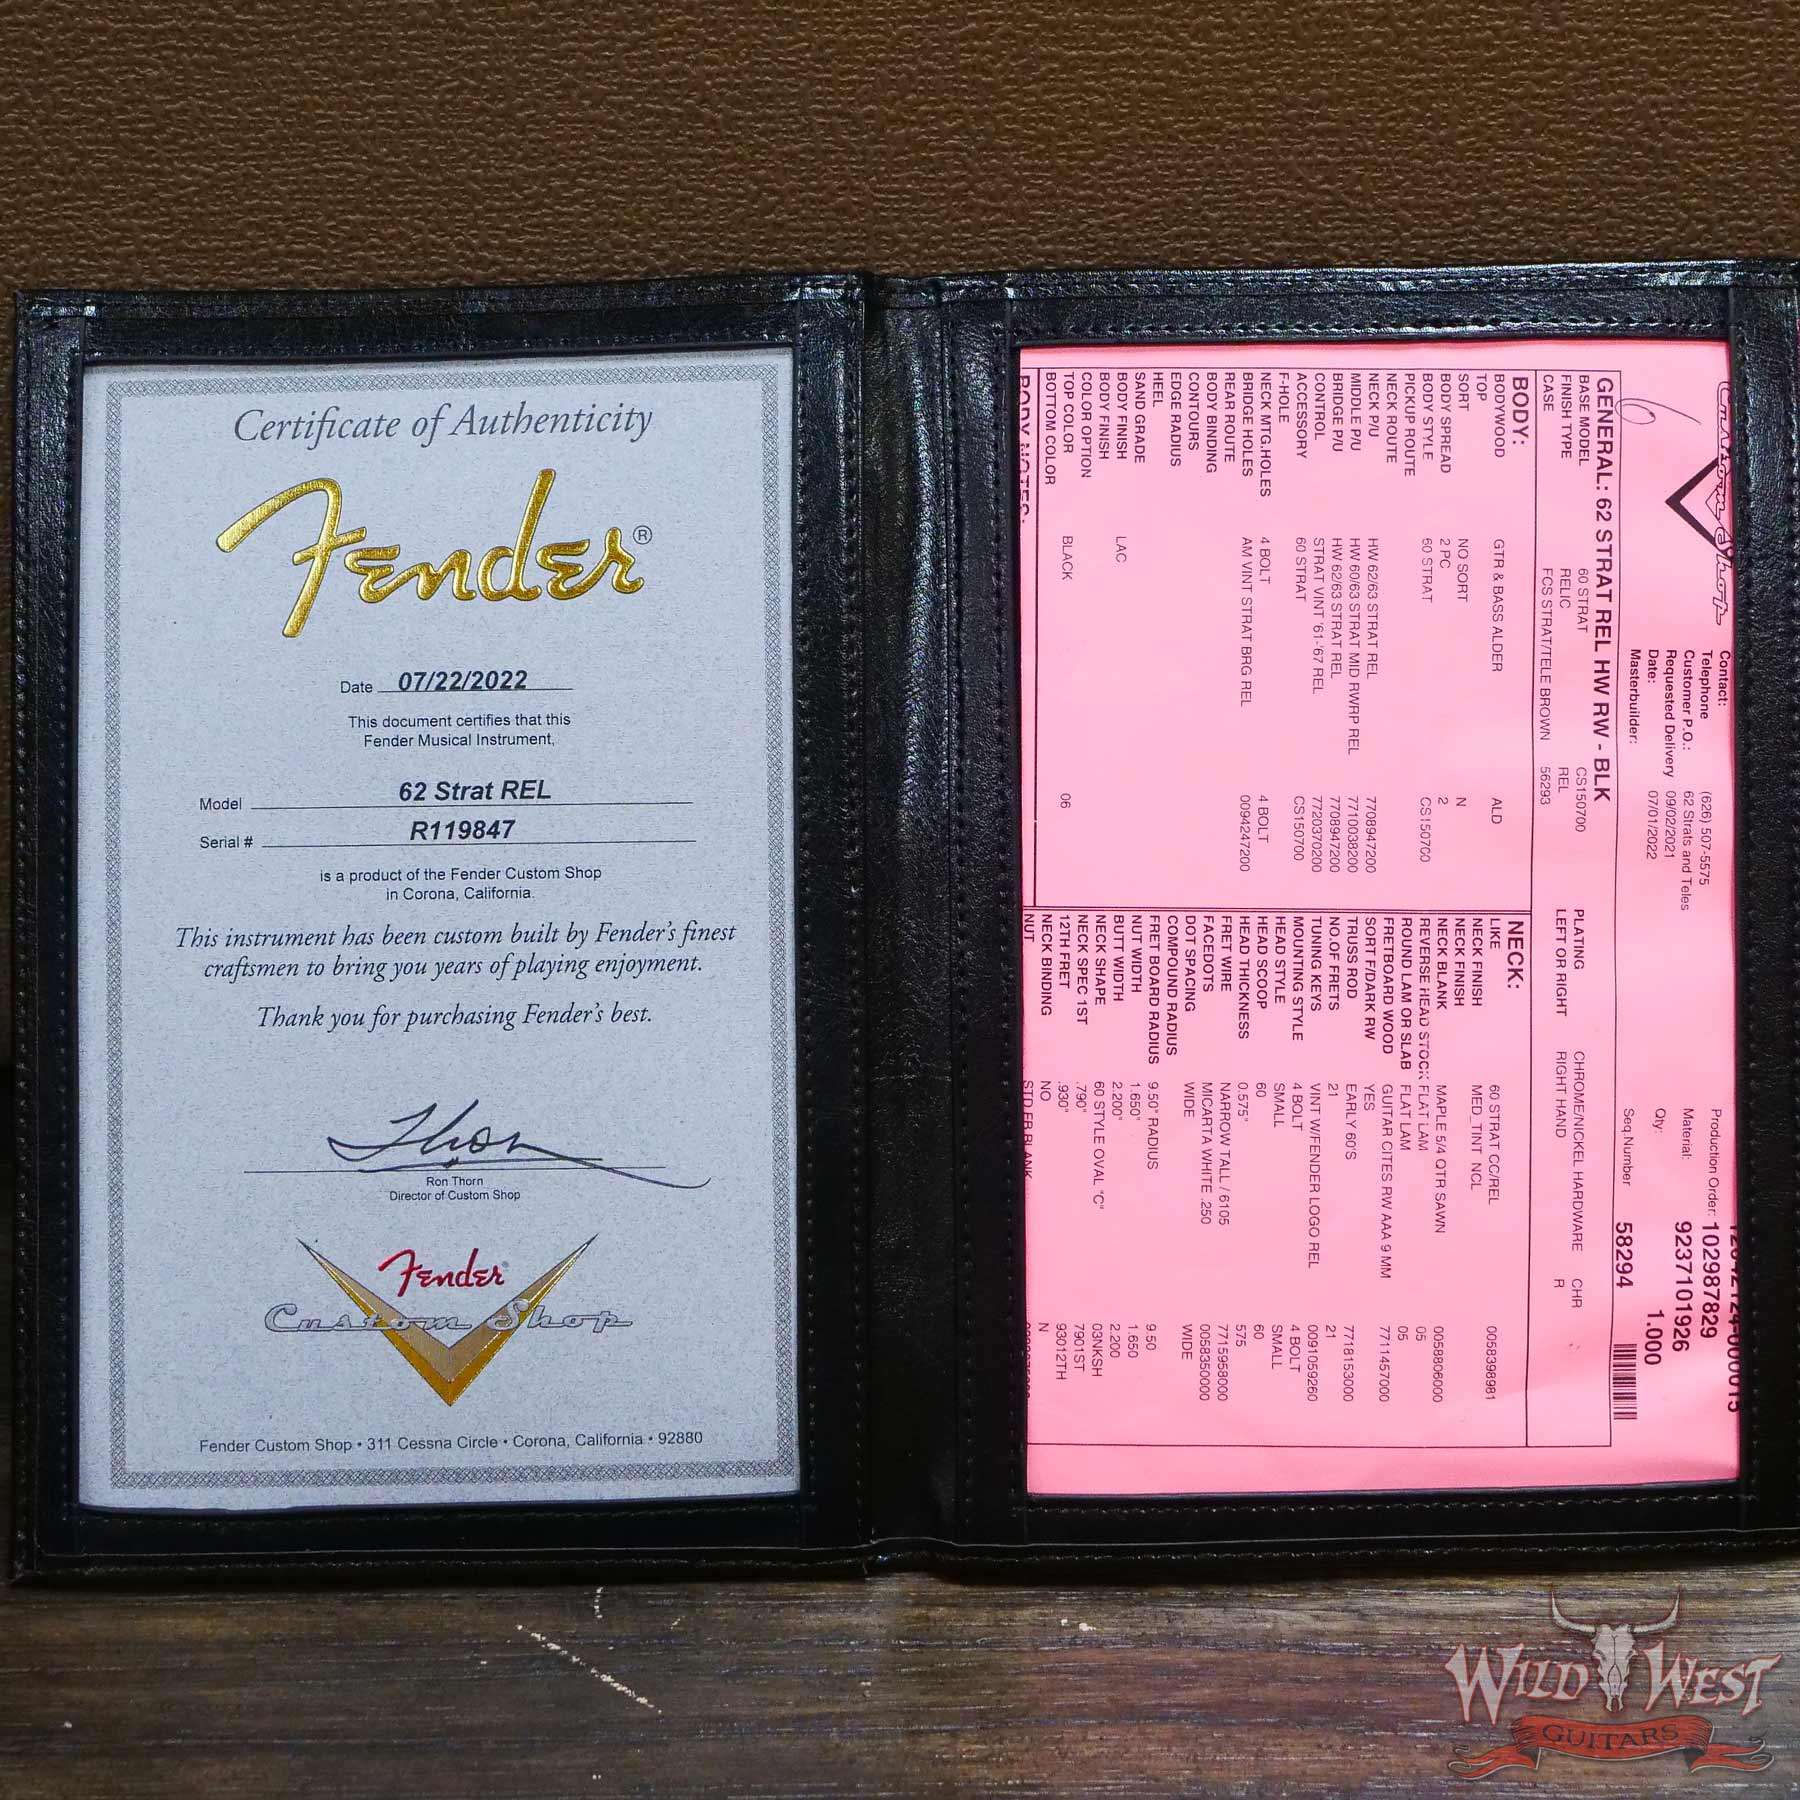 Certificate of Authenticity
Fender®
Date 07/22/2022
This document certifies that this
Fender Musical Instrument,
Model 62 Strat REL
Serial # R119847
is a product of the Fender Custom Shop
in Corona, California.
This instrument has been custom built by Fender's finest
craftsmen to bring you years of playing enjoyment.
Thank you for purchasing Fender's best.
Ron Thorn
Director of Custom Shop
Fender
Custom Shop
Fender Custom Shop • 311 Cessna Circle • Corona, California • 92880
Custom Shop
Contact:
Telephone (626) 507-5575
Customer P.O.: 62 Strats and Teles
Requested Delivery 09/02/2021
Date: 07/01/2022
Masterbuilder:
Production Order: 102987829
Material: 9237101926
Qty: 1.000
Seq.Number 58294
GENERAL: 62 STRAT REL HW RW - BLK
BASE MODEL 60 STRAT CS150700 PLATING CHROME/NICKEL HARDWARE CHR
FINISH TYPE RELIC REL LEFT OR RIGHT RIGHT HAND R
CASE FCS STRAT/TELE BROWN 56293
BODY:
BODYWOOD GTR & BASS ALDER ALD
TOP
SORT NO SORT N
BODY SPREAD 2 PC 2
BODY STYLE 60 STRAT CS150700
PICKUP ROUTE
NECK ROUTE
NECK P/U HW 62/63 STRAT REL 7708947200
MIDDLE P/U HW 60/63 STRAT MID RWRP REL 7710038200
BRIDGE P/U HW 62/63 STRAT REL 7708947200
CONTROL STRAT VINT '61-'67 REL 7720370200
ACCESSORY 60 STRAT CS150700
F-HOLE
NECK MTG.HOLES 4 BOLT 4 BOLT
BRIDGE HOLES AM VINT STRAT BRG REL 0094247200
REAR ROUTE
BODY BINDING
CONTOURS
EDGE RADIUS
HEEL
SAND GRADE
BODY FINISH LAC
BODY FINISH
COLOR OPTION
TOP COLOR BLACK 06
BOTTOM COLOR
BODY NOTES:
NECK:
LIKE 60 STRAT CC/REL 0058398981
NECK FINISH MED_TINT NCL
NECK FINISH
NECK BLANK MAPLE 5/4 QTR SAWN 0058806000
REVERSE HEAD STOCK FLAT LAM 05
ROUND LAM OR SLAB FLAT LAM 05
FRETBOARD WOOD GUITAR CITES RW AAA 9 MM 7711457000
SORT F/DARK RW YES
TRUSS ROD EARLY 60'S 7718153000
NO.OF FRETS 21 21
TUNING KEYS VINT W/FENDER LOGO REL 0091059260
MOUNTING STYLE 4 BOLT 4 BOLT
HEAD STYLE SMALL SMALL
HEAD SCOOP 60 60
HEAD THICKNESS 0.575" 575
FRET WIRE NARROW TALL / 6105 7715958000
FACEDOTS MICARTA WHITE .250 0058350000
DOT SPACING WIDE WIDE
COMPOUND RADIUS
FRET BOARD RADIUS 9.50" RADIUS 9.50
NUT WIDTH 1.650" 1.650
BUTT WIDTH 2.200" 2.200
NECK SHAPE 60 STYLE OVAL "C" 03NKSH
NECK SPEC 1ST .790" 7901ST
12TH FRET .930" 93012TH
NECK BINDING NO N
NUT STD FB BLANK
WILD WEST
GUITARS